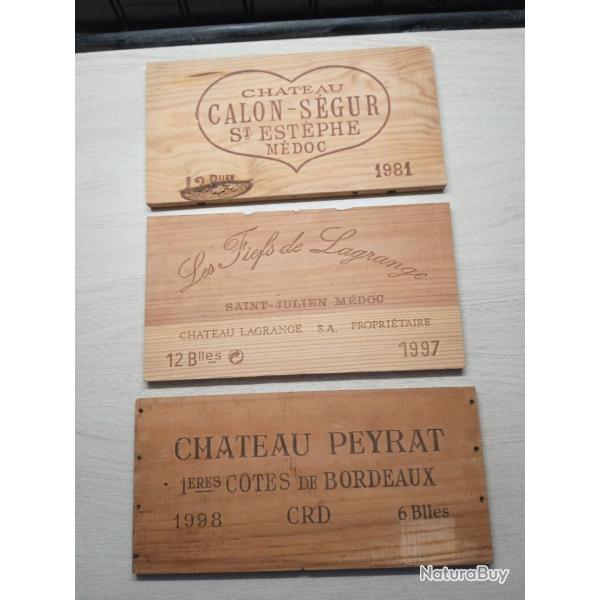 CHATEAU
CALON-SÉGUR
ST ESTÈPHE
MÉDOC
12 Blles 1981
Les Fiefs de Lagrange
SAINT-JULIEN MÉDOC
CHATEAU LAGRANGE S.A. PROPRIÉTAIRE
12 Blles 1997
CHATEAU PEYRAT
1ERES CÔTES DE BORDEAUX
1998 CRD 6 Blles
NaturaBuy